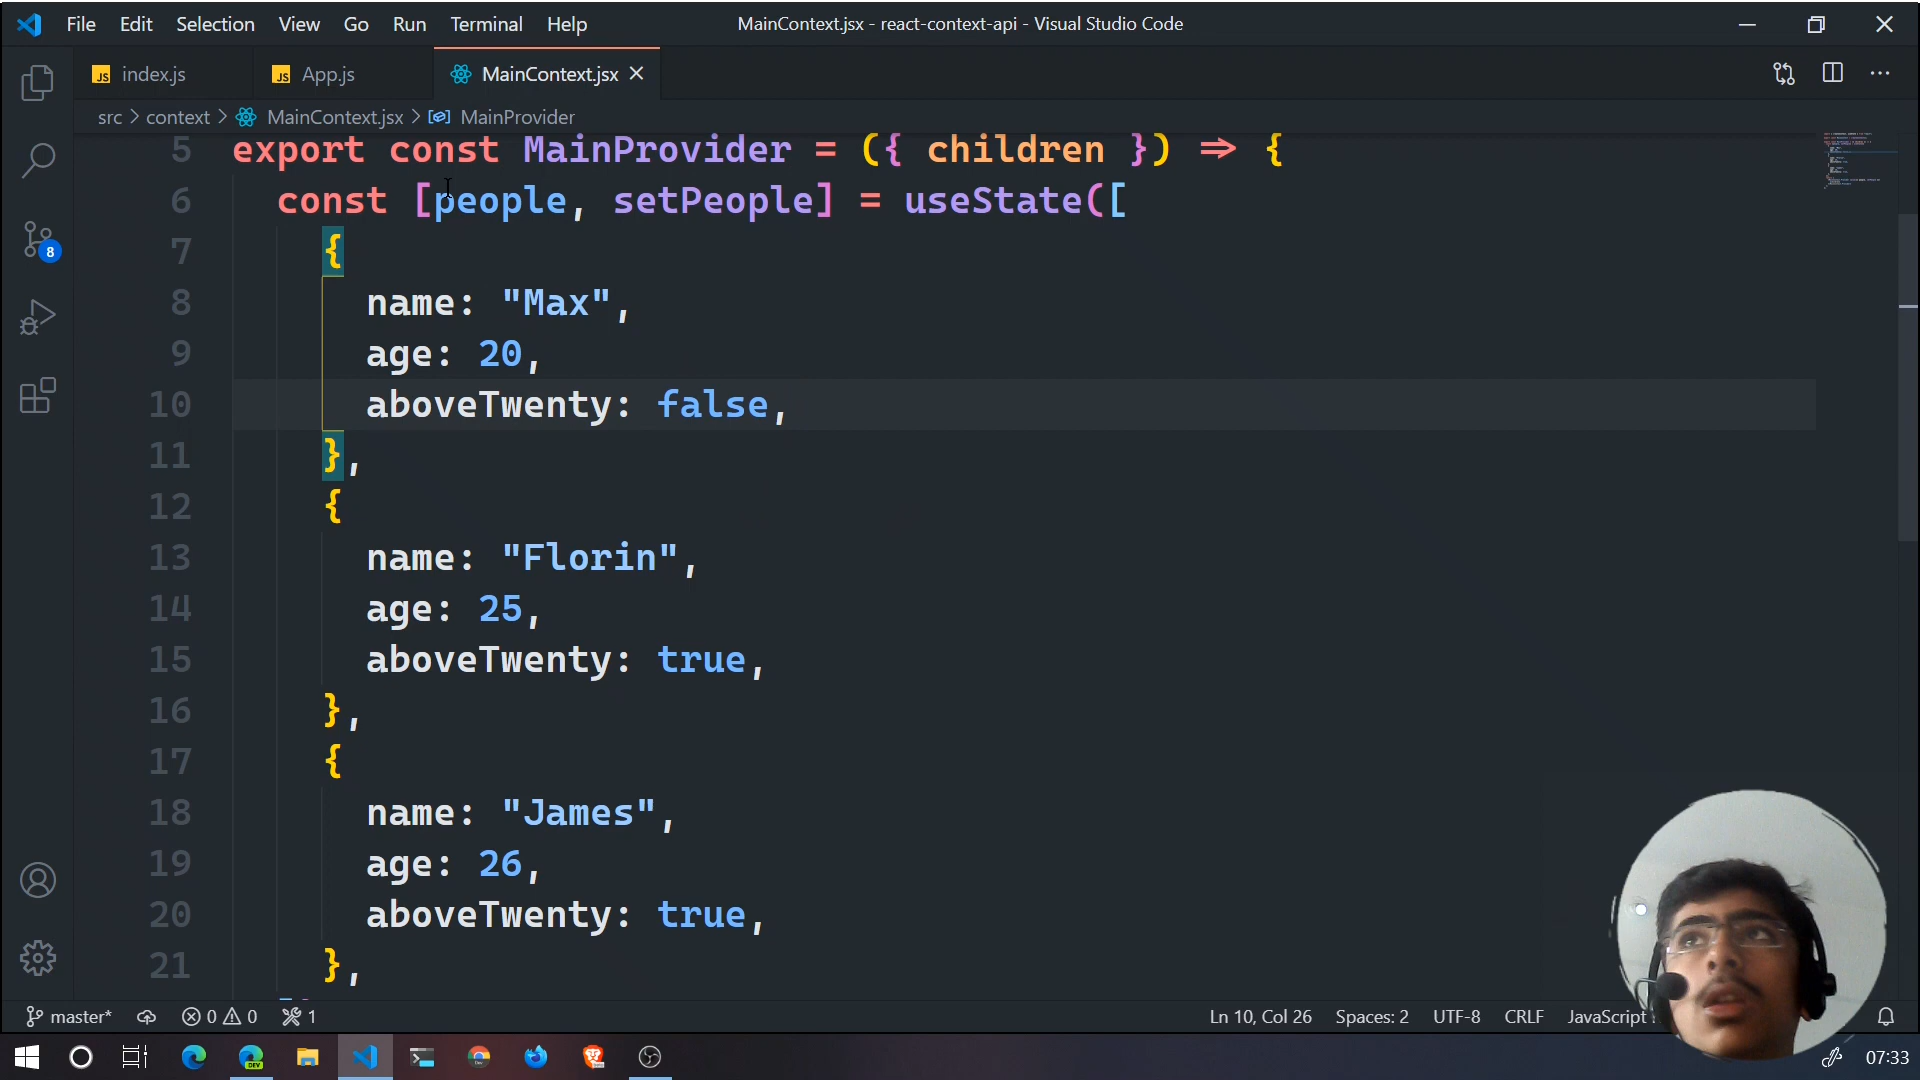 File Edit Selection View Go Run Terminal Help MainContext.jsx - react-context-api - Visual Studio Code
JS index.js JS App.js MainContext.jsx
src > context > MainContext.jsx > MainProvider
5 export const MainProvider = ({ children }) => {
6 const [people, setPeople] = useState([
7 {
8 name: "Max",
9 age: 20,
10 aboveTwenty: false,
11 },
12 {
13 name: "Florin",
14 age: 25,
15 aboveTwenty: true,
16 },
17 {
18 name: "James",
19 age: 26,
20 aboveTwenty: true,
21 },
8
master* 0 0 1 Ln 10, Col 26 Spaces: 2 UTF-8 CRLF JavaScript
DEV 07:33